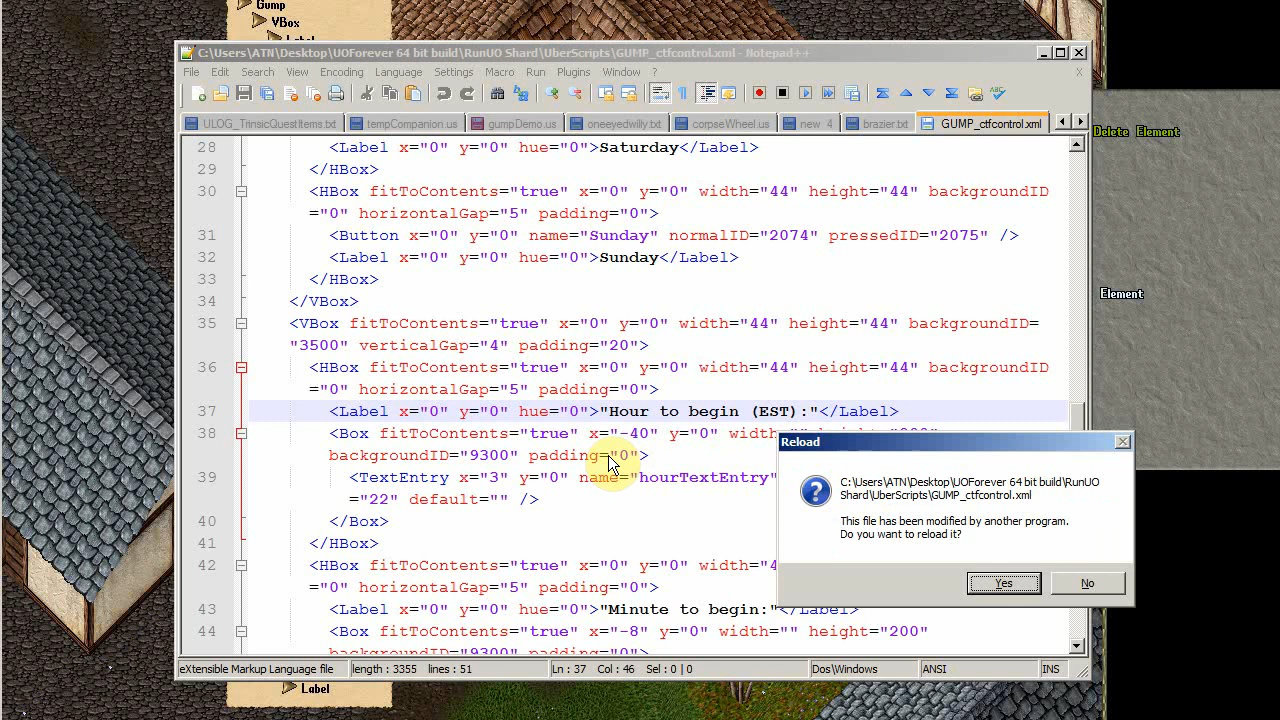 Gump
VBox
Label
C:\Users\ATN\Desktop\UOForever 64 bit build\RunUO Shard\UberScripts\GUMP_ctfcontrol.xml - Notepad++
File Edit Search View Encoding Language Settings Macro Run Plugins Window ? X
ULOG_TrinsicQuestItems.txt tempCompanion.us gumpDemo.us oneeyedwilly.txt corpseWheel.us new 4 brazier.txt GUMP_ctfcontrol.xml
Delete Element
28 <Label x="0" y="0" hue="0">Saturday</Label>
29 </HBox>
30 <HBox fitToContents="true" x="0" y="0" width="44" height="44" backgroundID
="0" horizontalGap="5" padding="0">
31 <Button x="0" y="0" name="Sunday" normalID="2074" pressedID="2075" />
32 <Label x="0" y="0" hue="0">Sunday</Label>
33 </HBox>
Element
34 </VBox>
35 <VBox fitToContents="true" x="0" y="0" width="44" height="44" backgroundID=
"3500" verticalGap="4" padding="20">
36 <HBox fitToContents="true" x="0" y="0" width="44" height="44" backgroundID
="0" horizontalGap="5" padding="0">
37 <Label x="0" y="0" hue="0">"Hour to begin (EST):"</Label>
38 <Box fitToContents="true" x="-40" y="0" width=
backgroundID="9300" padding="0">
39 <TextEntry x="3" y="0" name="hourTextEntry"
="22" default="" />
40 </Box>
41 </HBox>
42 <HBox fitToContents="true" x="0" y="0" width="4
="0" horizontalGap="5" padding="0">
43 <Label x="0" y="0" hue="0">"Minute to begin:"</Label>
44 <Box fitToContents="true" x="-8" y="0" width="" height="200"
backgroundID="9300" padding="0">
Reload
C:\Users\ATN\Desktop\UOForever 64 bit build\RunUO
Shard\UberScripts\GUMP_ctfcontrol.xml
This file has been modified by another program.
Do you want to reload it?
Yes No
eXtensible Markup Language file length : 3355 lines : 51 Ln : 37 Col : 46 Sel : 0 | 0 Dos\Windows ANSI INS
Label